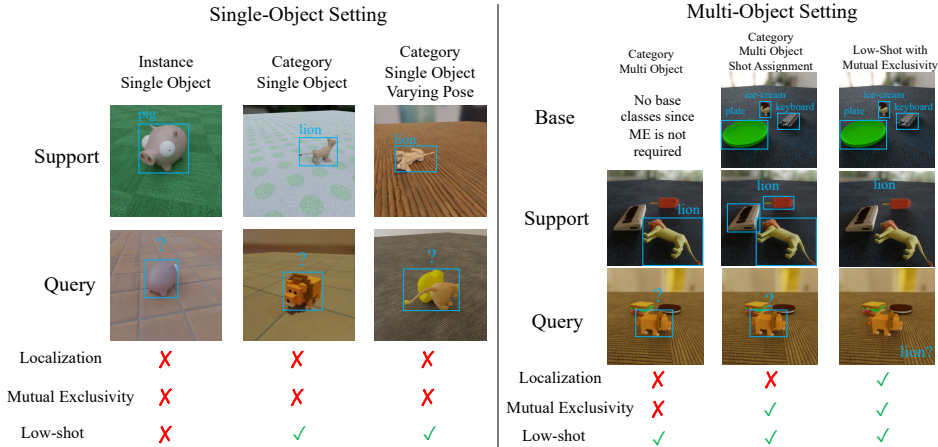 Single-Object Setting
Instance
Single Object
Category
Single Object
Category
Single Object
Varying Pose
Support
pig
lion
lion
Query
?
?
?
Localization
✗ ✗ ✗
Mutual Exclusivity
✗ ✗ ✗
Low-shot
✗ ✓ ✓
Multi-Object Setting
Category
Multi Object
Category
Multi Object
Shot Assignment
Low-Shot with
Mutual Exclusivity
Base
No base
classes since
ME is not
required
ice-cream
plate
keyboard
ice-cream
plate
keyboard
Support
lion
lion
lion
Query
?
?
lion?
Localization
✗ ✗ ✓
Mutual Exclusivity
✗ ✓ ✓
Low-shot
✓ ✓ ✓